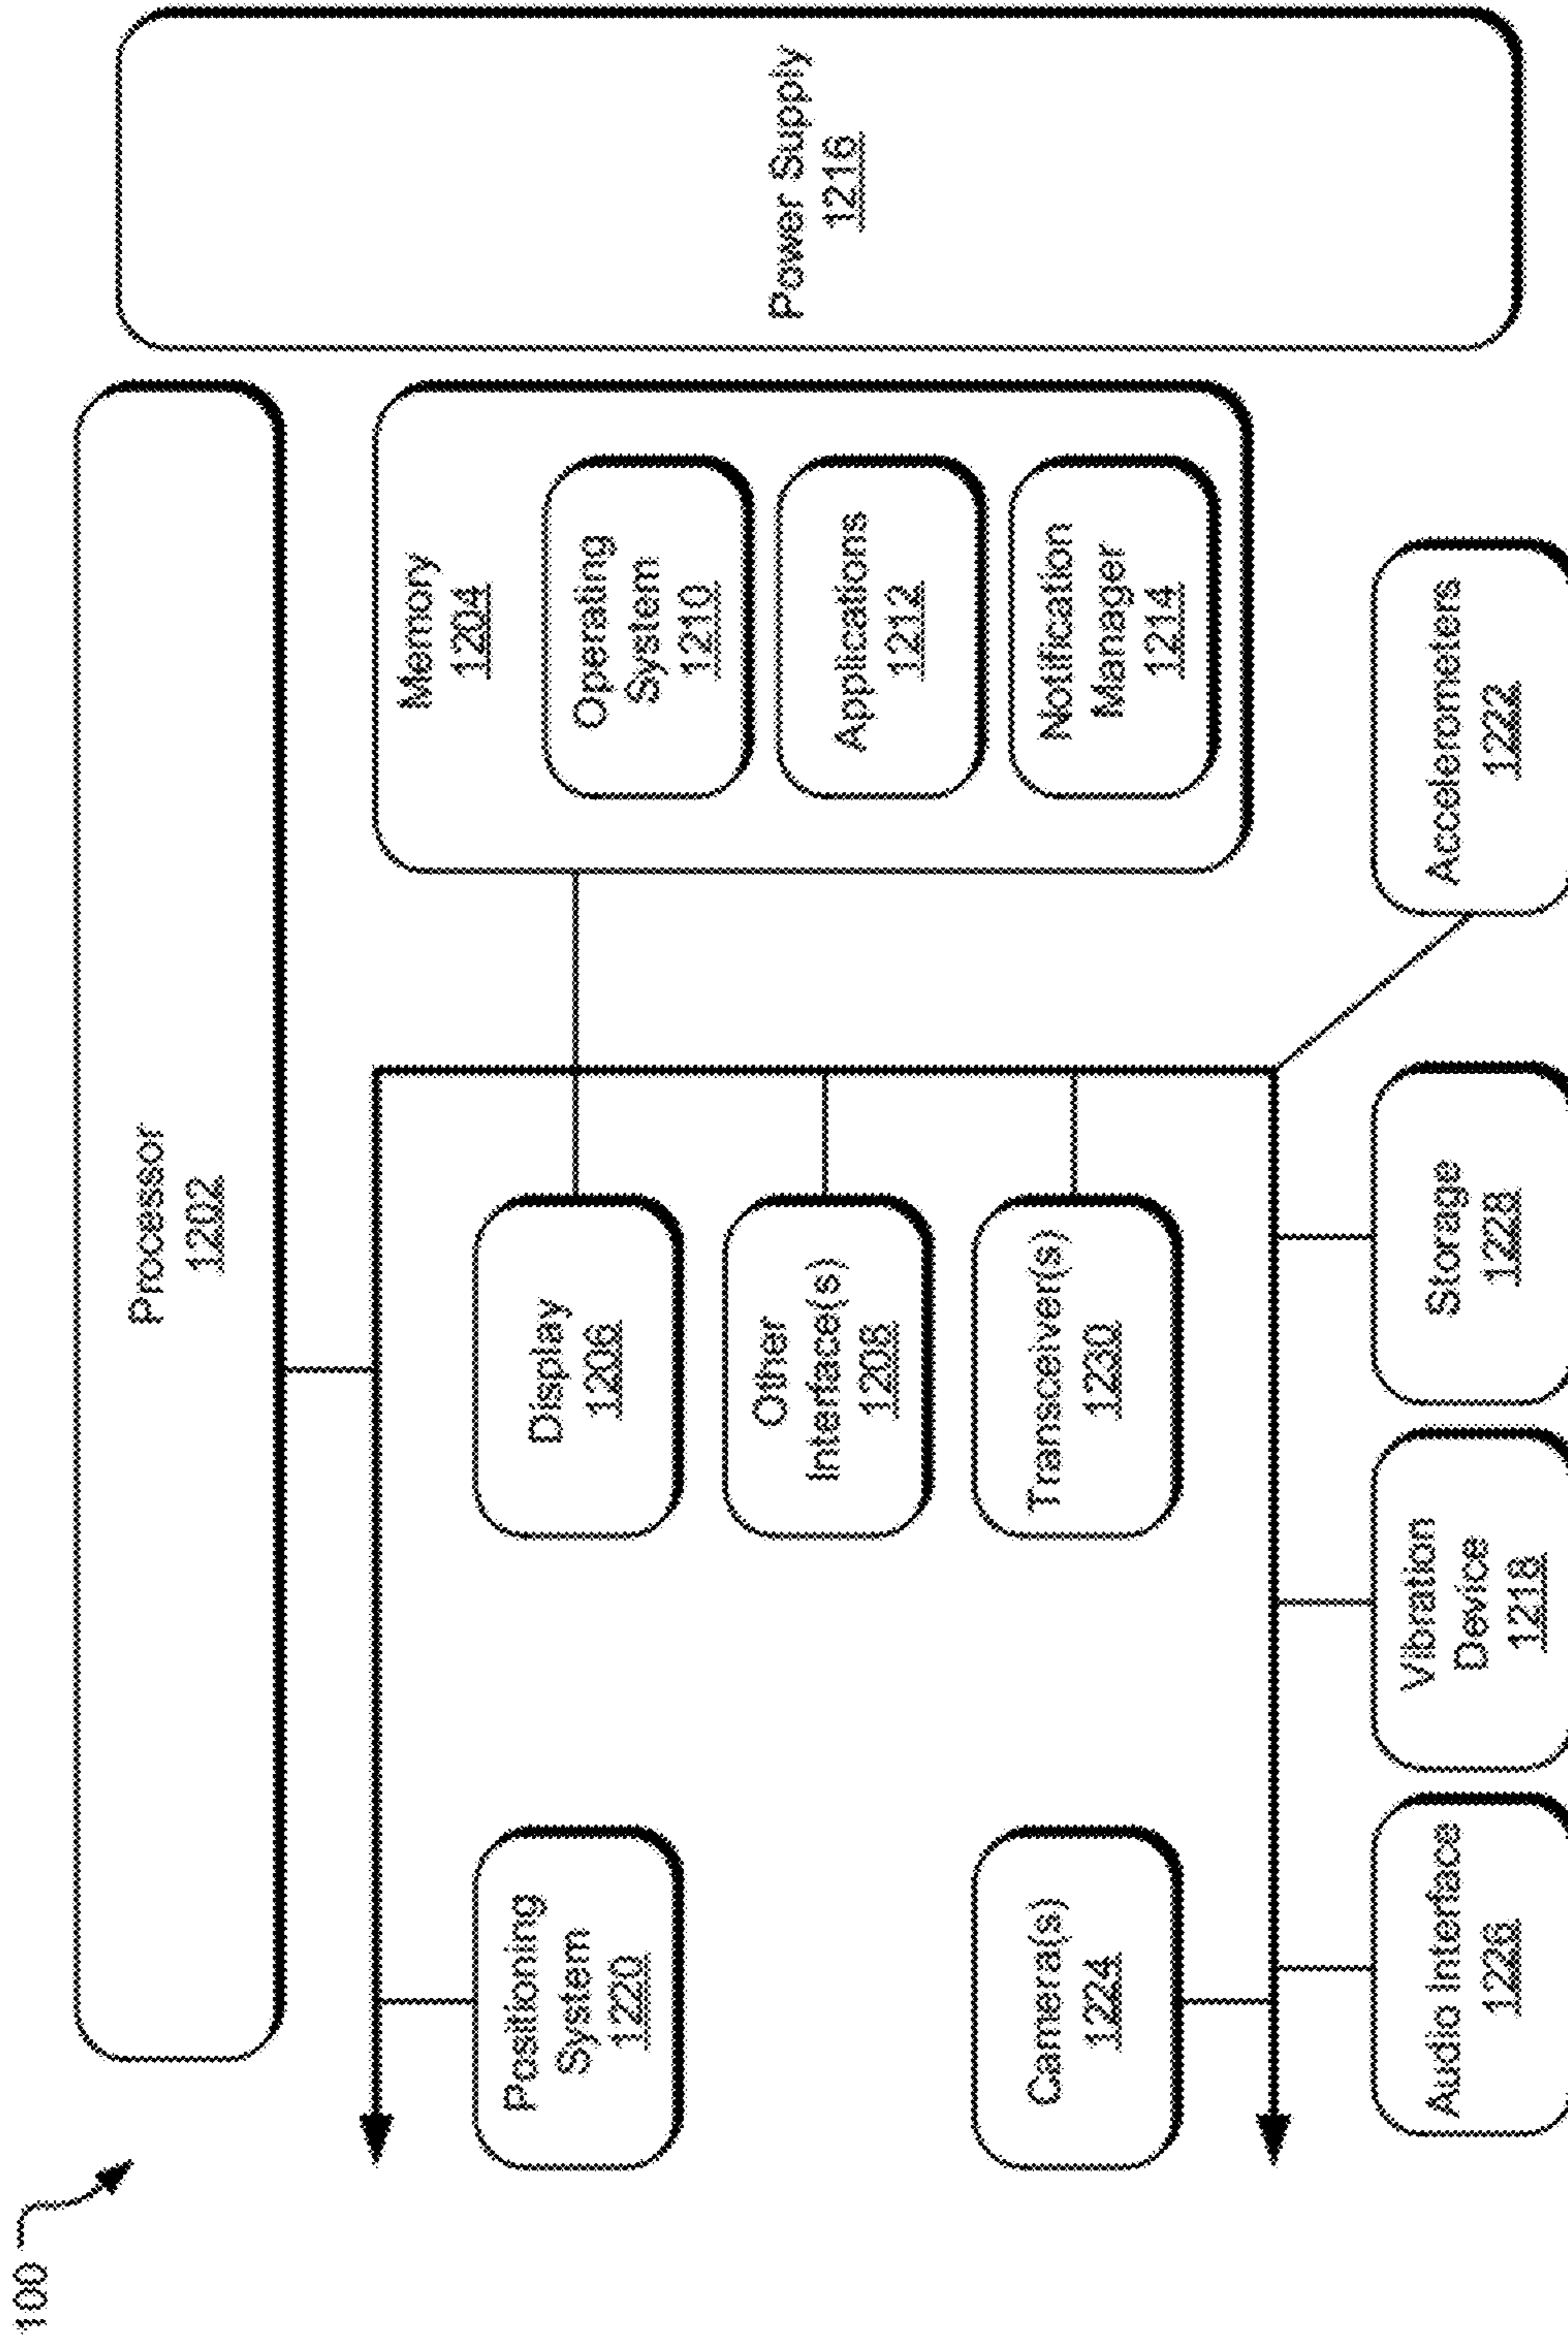 100
Processor
1202
Positioning
System
1220
Display
1206
Memory
1204
Operating
System
1210
Other
Interface(s)
1208
Applications
1212
Camera(s)
1224
Transceiver(s)
1230
Notification
Manager
1214
Audio Interface
1226
Vibration
Device
1218
Storage
1228
Accelerometers
1222
Power Supply
1216